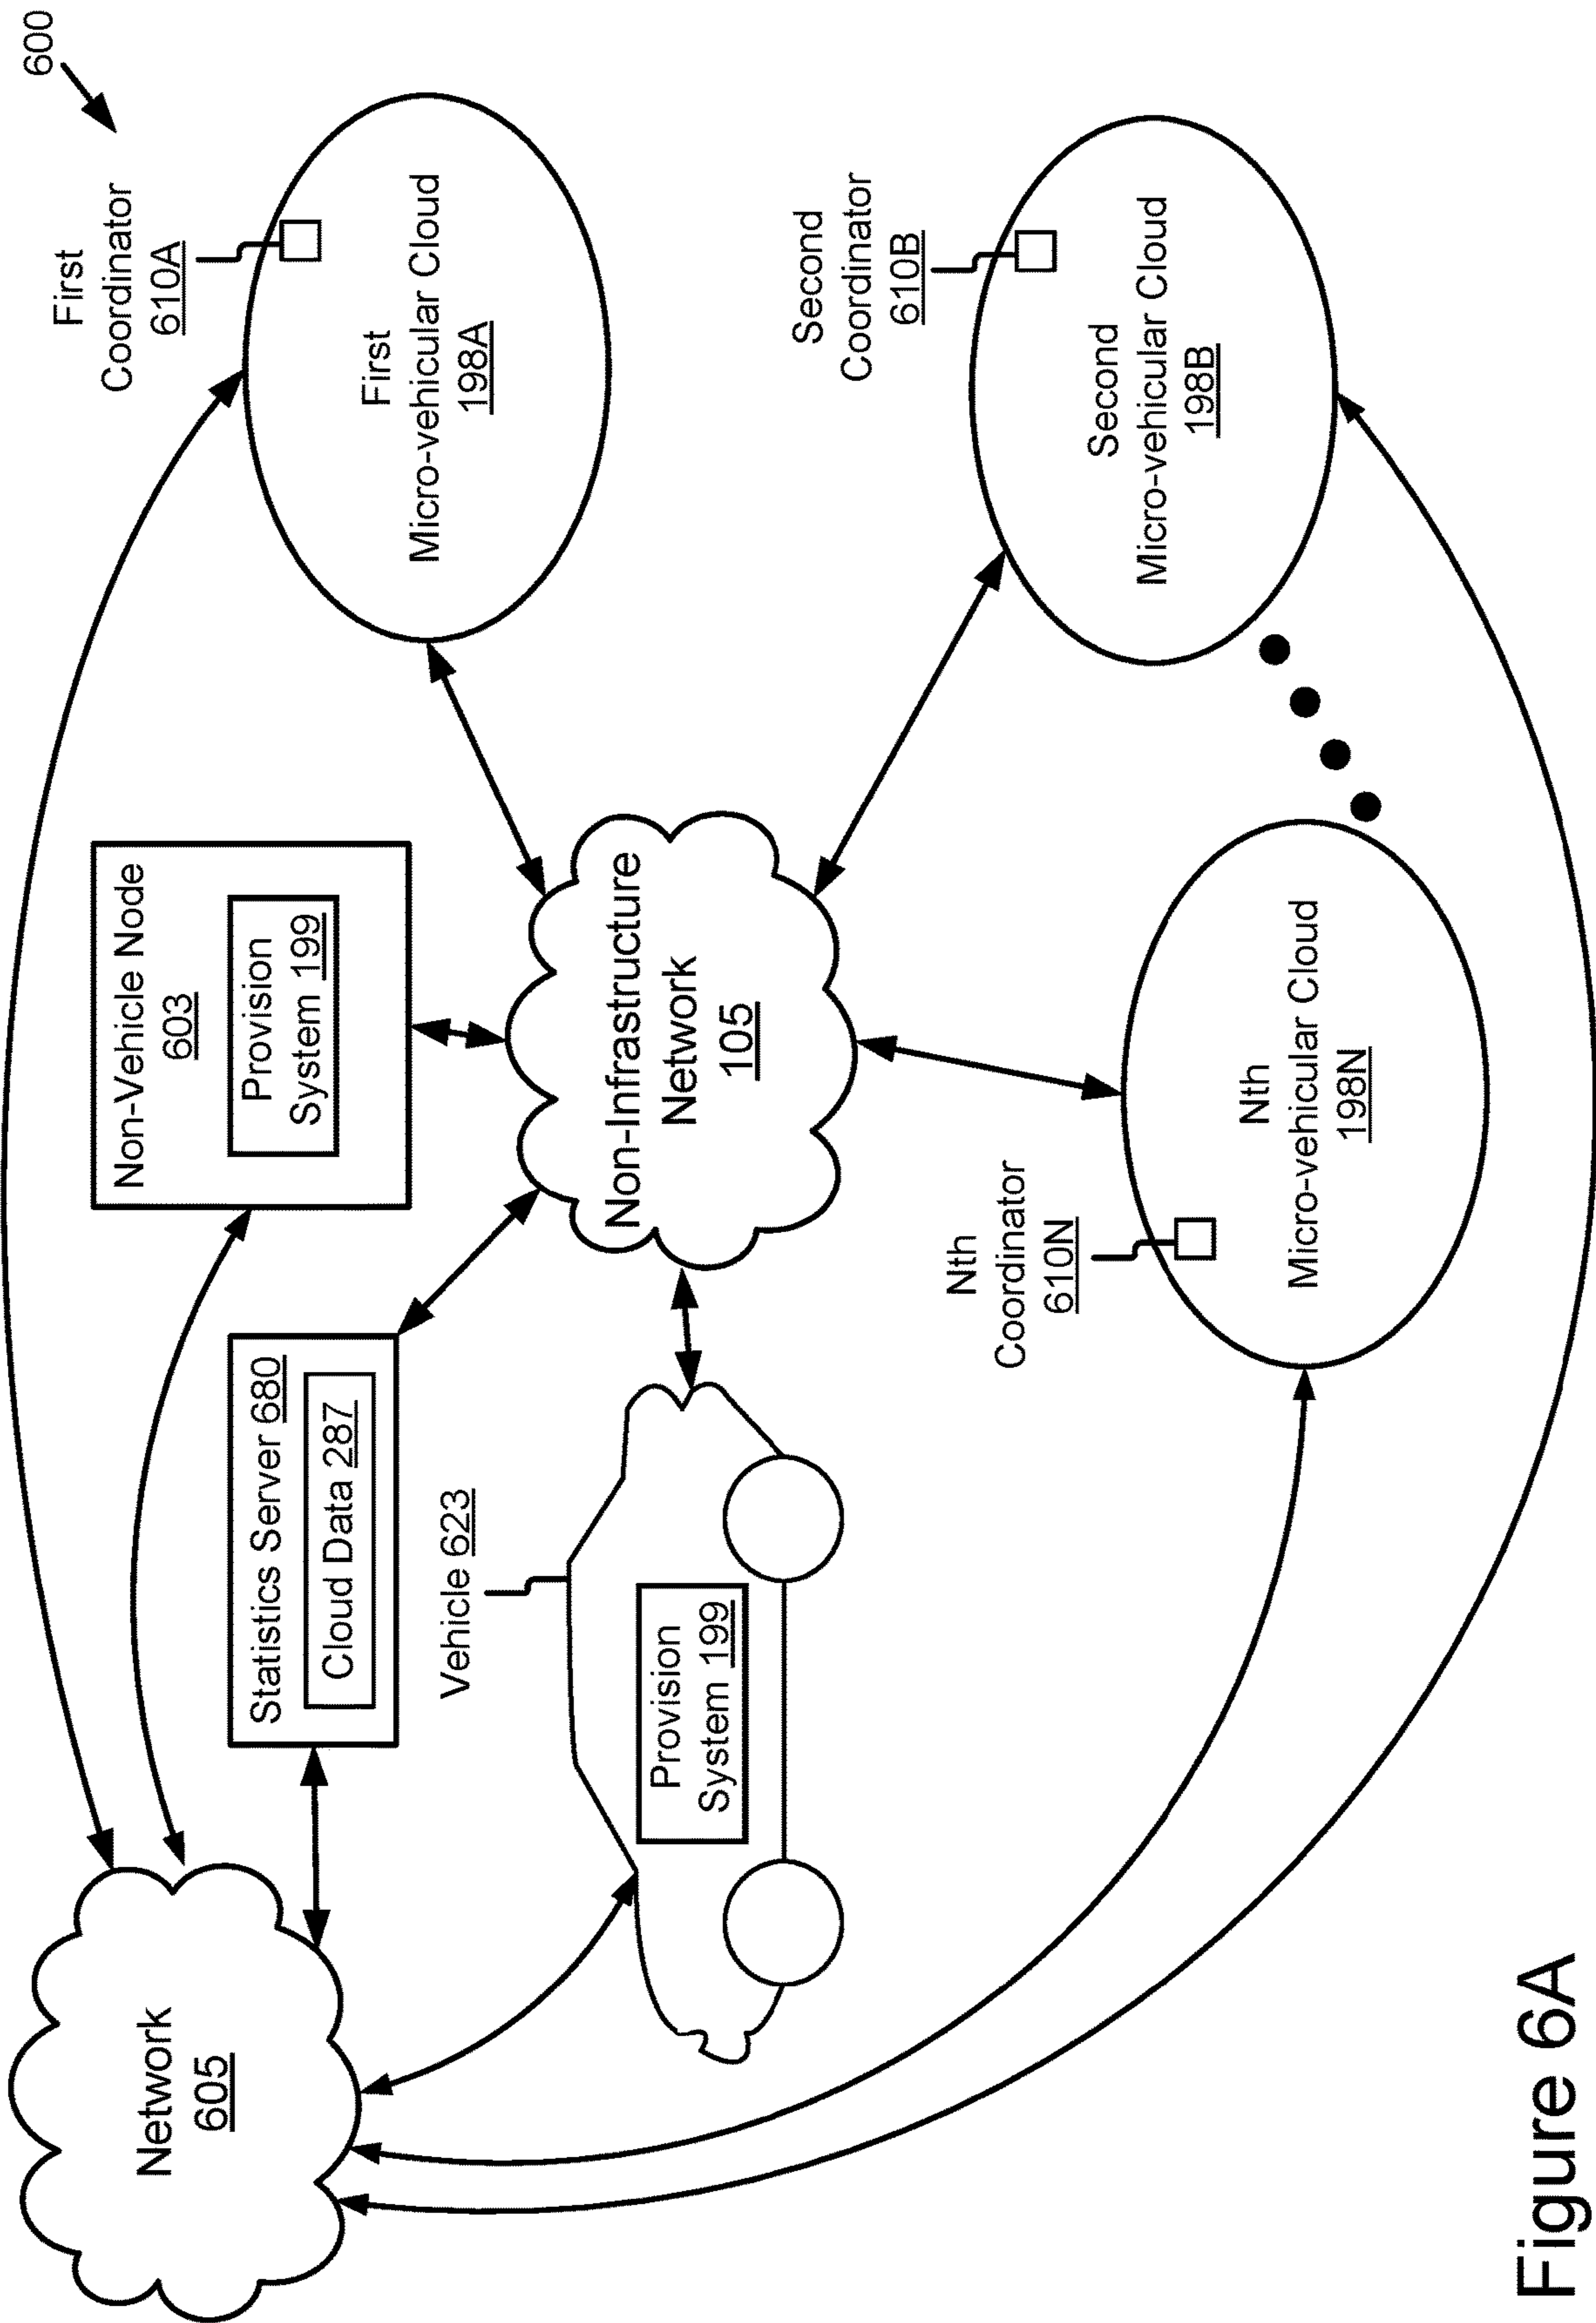 600
First
Coordinator
610A
First
Micro-vehicular Cloud
198A
Second
Coordinator
610B
Second
Micro-vehicular Cloud
198B
Non-Vehicle Node
603
Provision
System 199
Non-Infrastructure
Network
105
Nth
Coordinator
610N
Nth
Micro-vehicular Cloud
198N
Statistics Server 680
Cloud Data 287
Vehicle 623
Provision
System 199
Network
605
Figure 6A